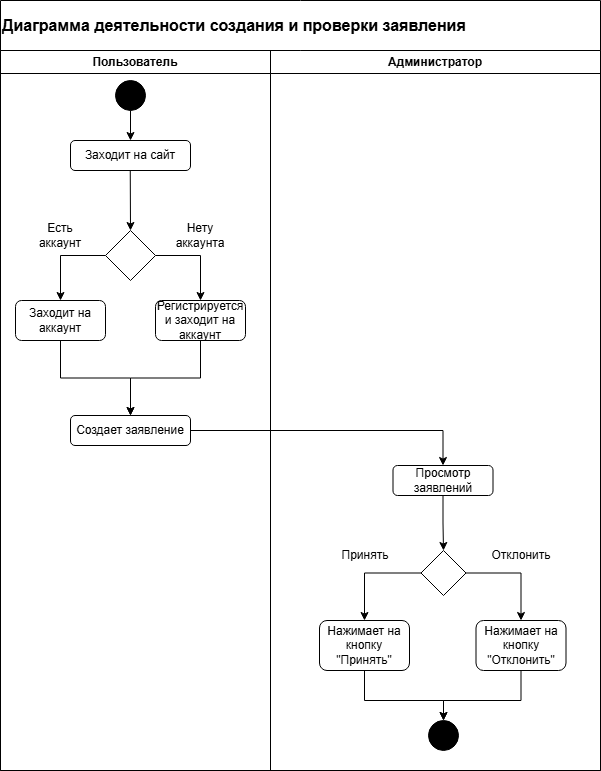 Диаграмма деятельности создания и проверки заявления
Пользователь
Администратор
Заходит на сайт
Есть
аккаунт
Нету
аккаунта
Заходит на
аккаунт
Регистрируется
и заходит на
аккаунт
Создает заявление
Просмотр
заявлений
Принять
Отклонить
Нажимает на
кнопку
"Принять"
Нажимает на
кнопку
"Отклонить"